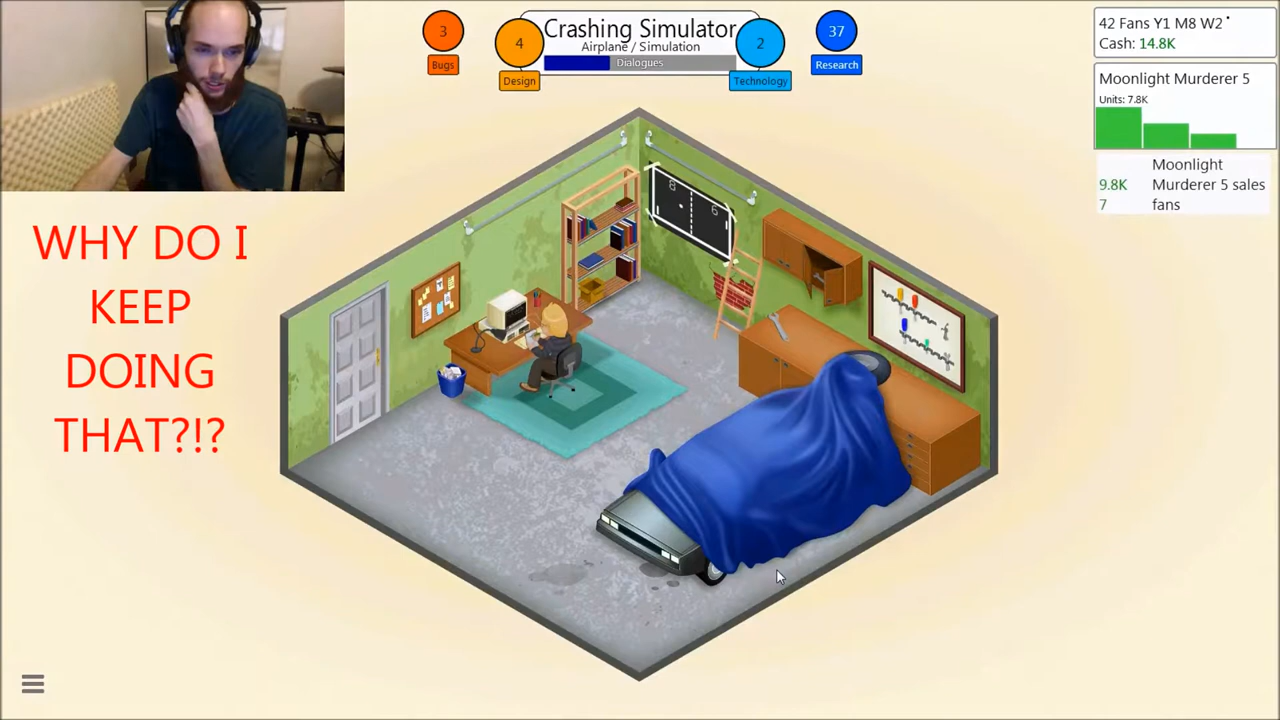 3
Bugs
4
Design
Crashing Simulator
Airplane / Simulation
Dialogues
2
Technology
37
Research
42 Fans Y1 M8 W2
Cash: 14.8K
Moonlight Murderer 5
Units: 7.8K
Moonlight
9.8K Murderer 5 sales
7 fans
WHY DO I
KEEP
DOING
THAT?!?